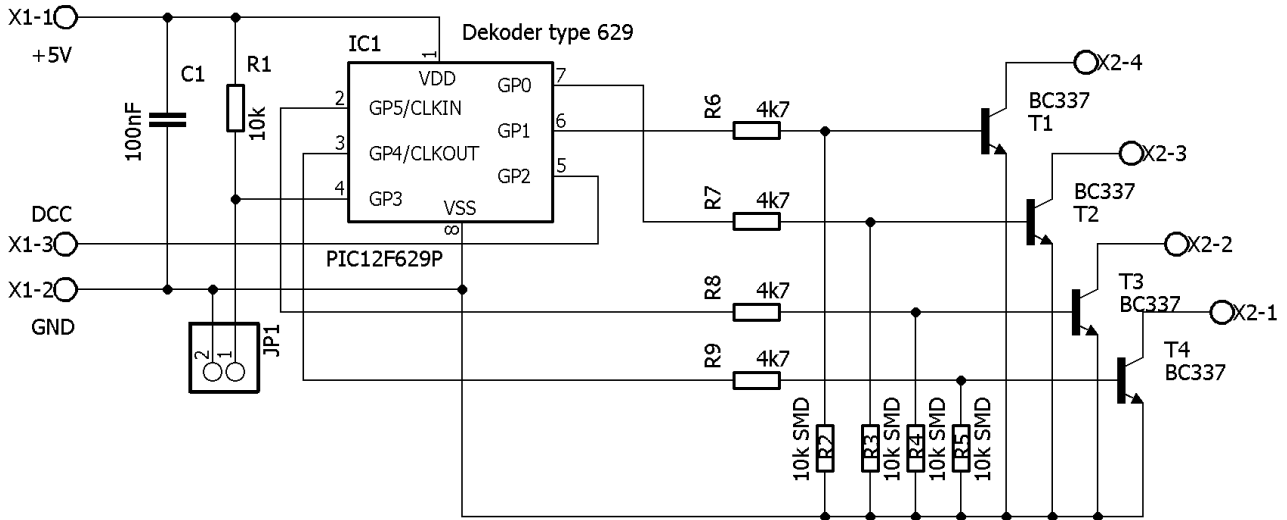 X1-1
+5V
C1
100nF
R1
10k
IC1
Dekoder type 629
1
VDD
2
GP5/CLKIN
3
GP4/CLKOUT
4
GP3
GP0
7
GP1
6
GP2
5
VSS
8
PIC12F629P
DCC
X1-3
X1-2
GND
2
1
JP1
R6
4k7
R7
4k7
R8
4k7
R9
4k7
10k SMD
R2
10k SMD
R3
10k SMD
R4
10k SMD
R5
X2-4
BC337
T1
X2-3
BC337
T2
X2-2
T3
BC337
X2-1
T4
BC337